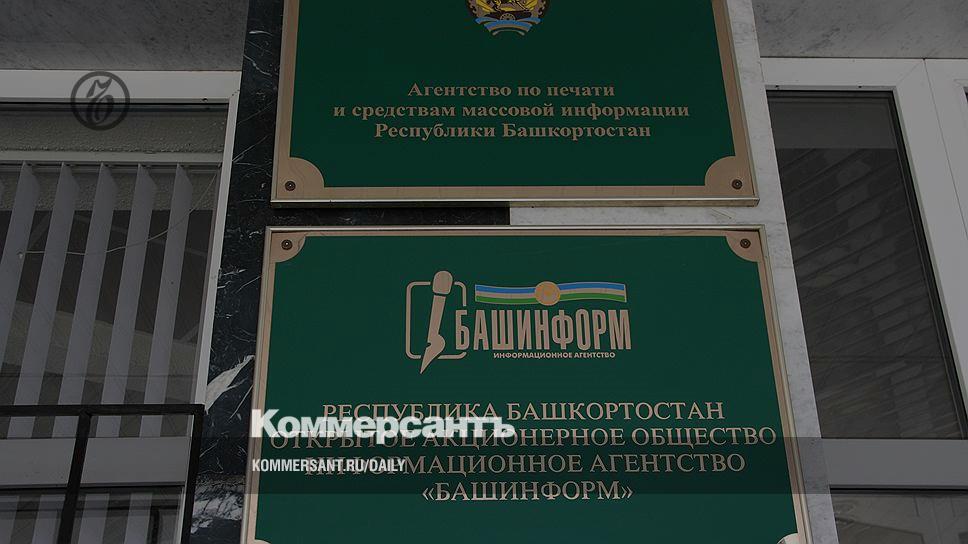 Агентство по печати
и средствам массовой информации
Республики Башкортостан
БАШИНФОРМ
ИНФОРМАЦИОННОЕ АГЕНТСТВО
РЕСПУБЛИКА БАШКОРТОСТАН
Коммерсантъ
ОТКРЫТОЕ АКЦИОНЕРНОЕ ОБЩЕСТВО
KOMMERSANT.RU/DAILY
ИНФОРМАЦИОННОЕ АГЕНТСТВО
«БАШИНФОРМ»